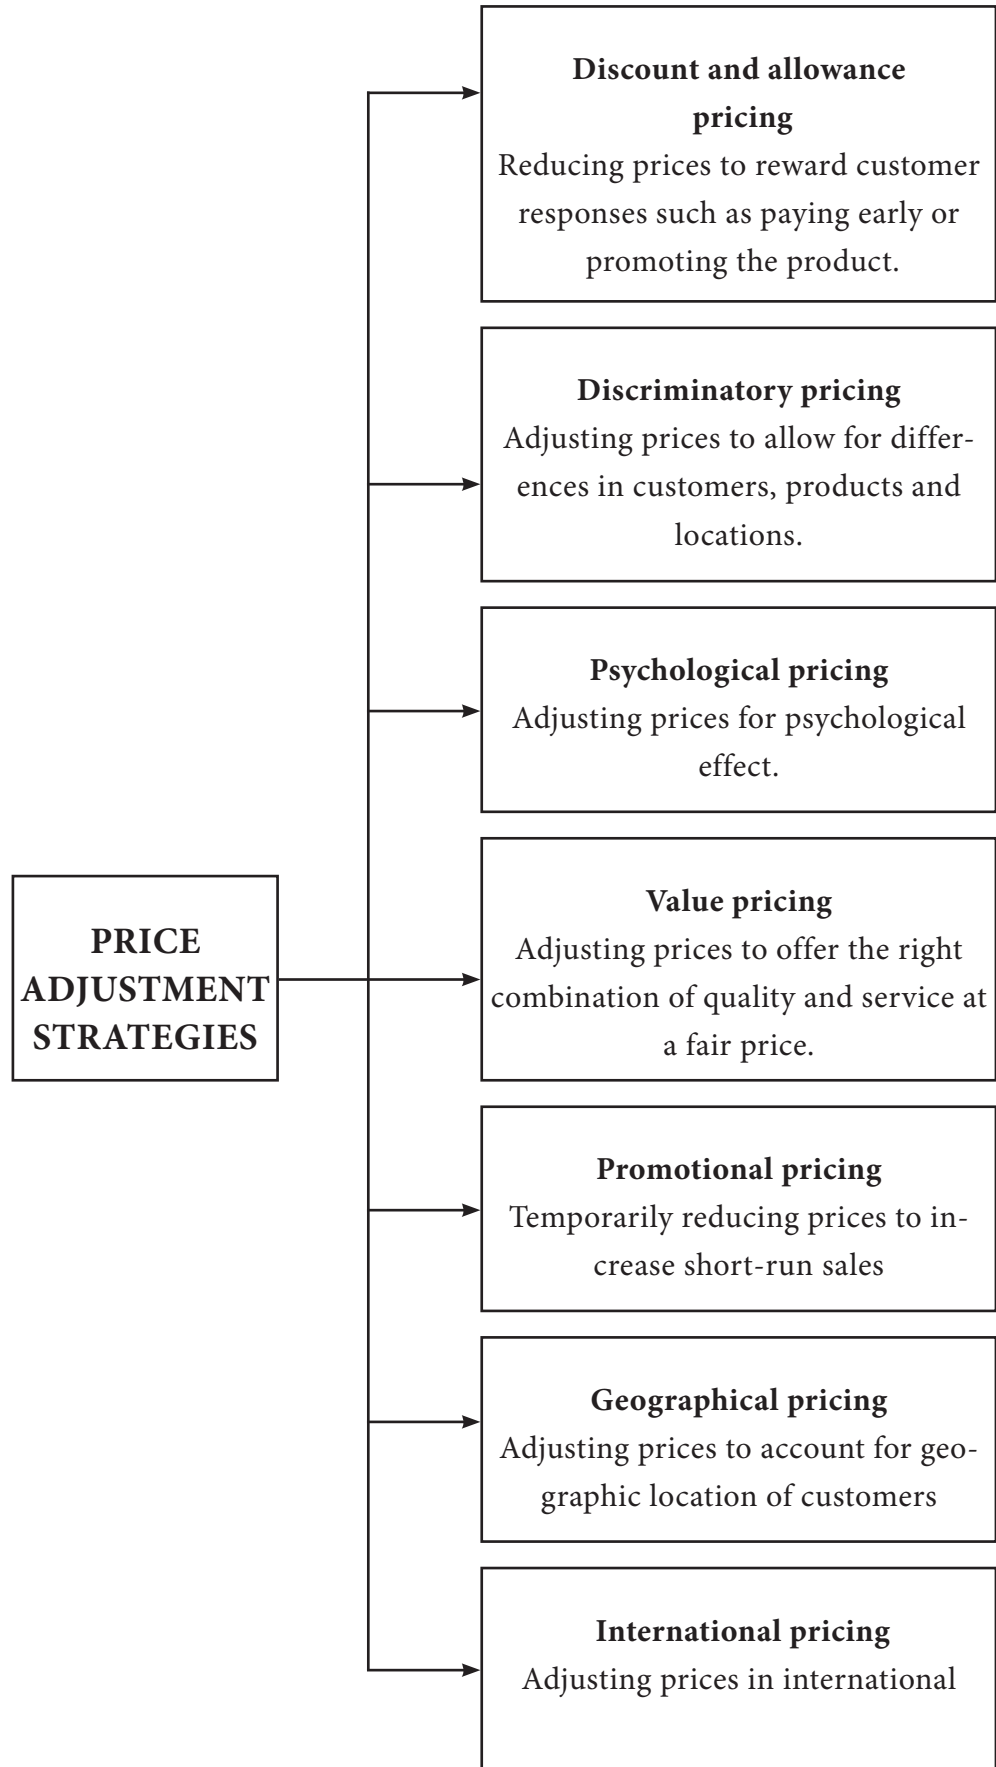 Discount and allowance
pricing
Reducing prices to reward customer
responses such as paying early or
promoting the product.
Discriminatory pricing
Adjusting prices to allow for differ-
ences in customers, products and
locations.
Psychological pricing
Adjusting prices for psychological
effect.
PRICE
ADJUSTMENT
STRATEGIES
Value pricing
Adjusting prices to offer the right
combination of quality and service at
a fair price.
Promotional pricing
Temporarily reducing prices to in-
crease short-run sales
Geographical pricing
Adjusting prices to account for geo-
graphic location of customers
International pricing
Adjusting prices in international